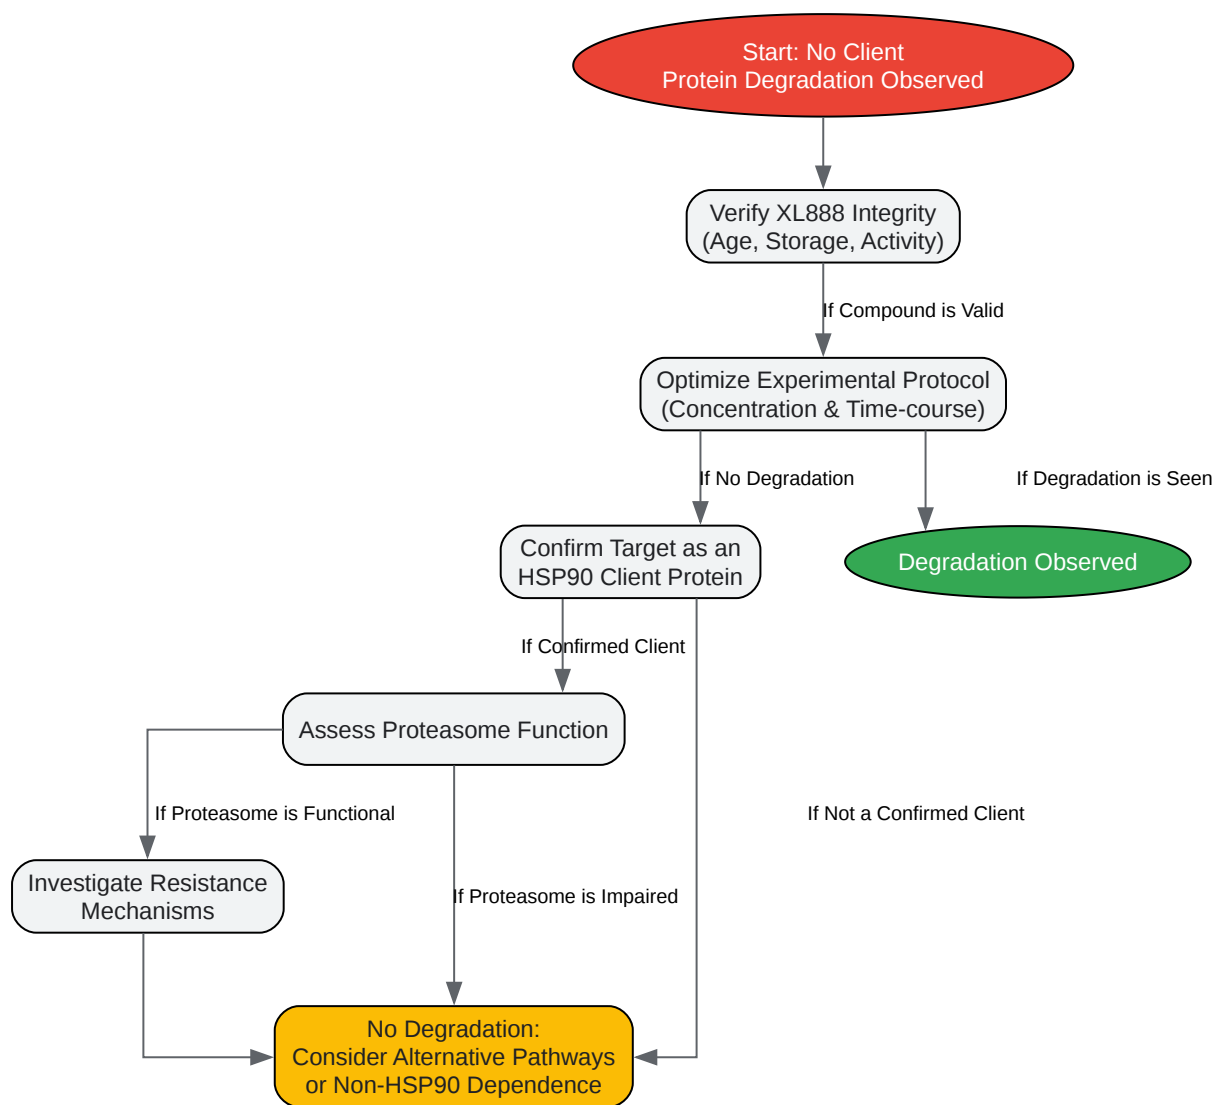 Start: No Client
Protein Degradation Observed
Verify XL888 Integrity
(Age, Storage, Activity)
If Compound is Valid
Optimize Experimental Protocol
(Concentration & Time-course)
If No Degradation
If Degradation is Seen
Confirm Target as an
HSP90 Client Protein
Degradation Observed
If Confirmed Client
Assess Proteasome Function
If Proteasome is Functional
If Not a Confirmed Client
Investigate Resistance
Mechanisms
If Proteasome is Impaired
No Degradation:
Consider Alternative Pathways
or Non-HSP90 Dependence